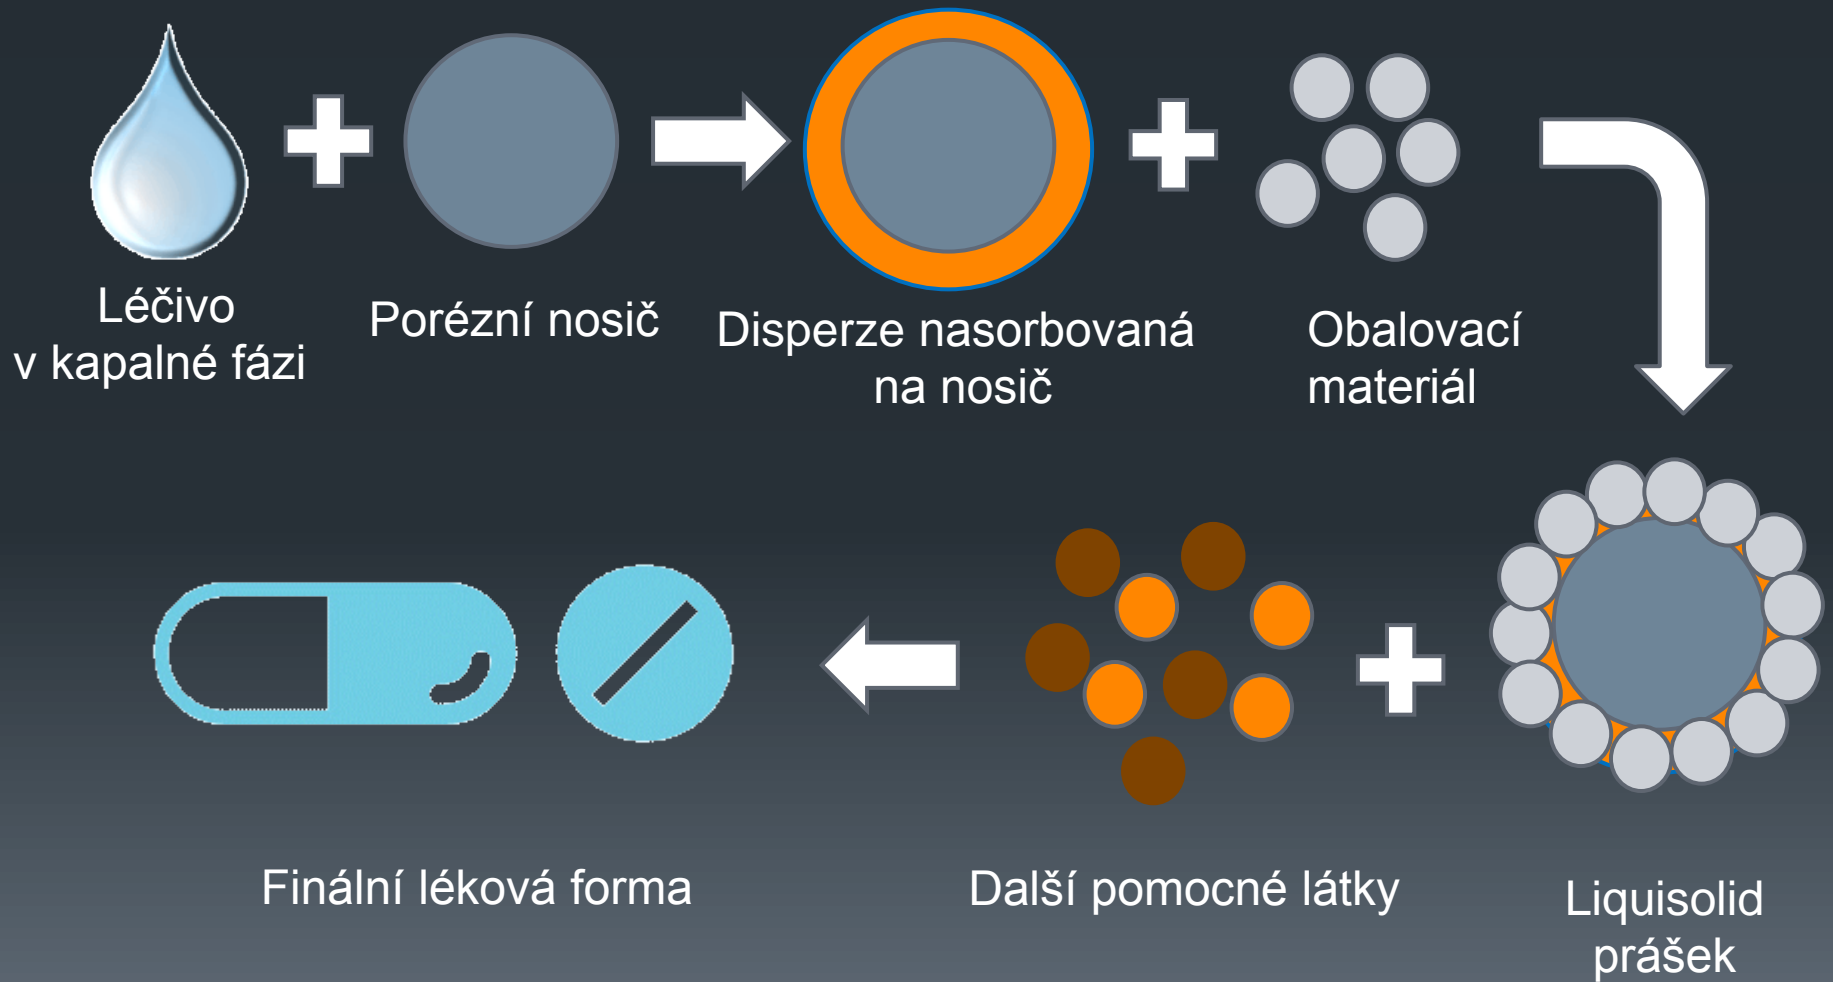 Léčivo
v kapalné fázi
Porézní nosič
Disperze nasorbovaná
na nosič
Obalovací
materiál
Finální léková forma
Další pomocné látky
Liquisolid
prášek